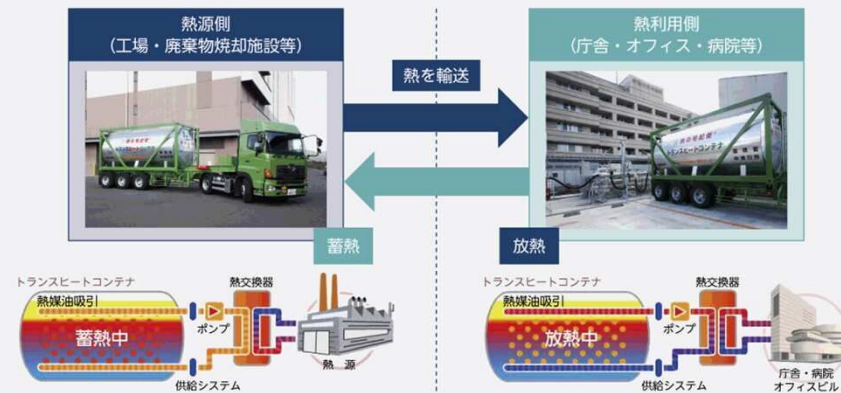 熱源側
(工場・廃棄物焼却施設等)
熱を輸送
熱利用側
(庁舎・オフィス・病院等)
トランスヒートコンテナ
蓄熱
放熱
トランスヒートコンテナ
熱交換器
熱媒油吸引
ポンプ
蓄熱中
熱 源
供給システム
トランスヒートコンテナ
熱交換器
熱媒油吸引
ポンプ
放熱中
供給システム
庁舎・病院
オフィスビル